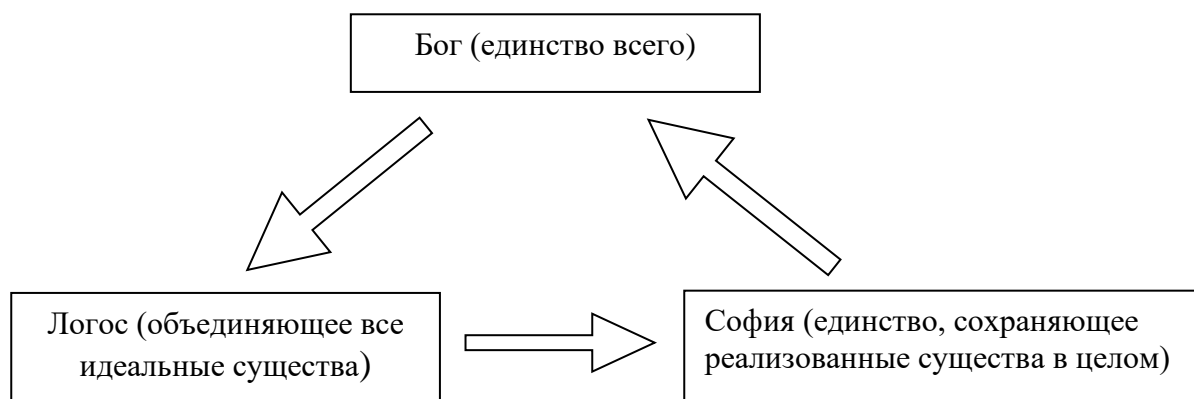 Бог (единство всего)
Логос (объединяющее все
идеальные существа)
София (единство, сохраняющее
реализованные существа в целом)